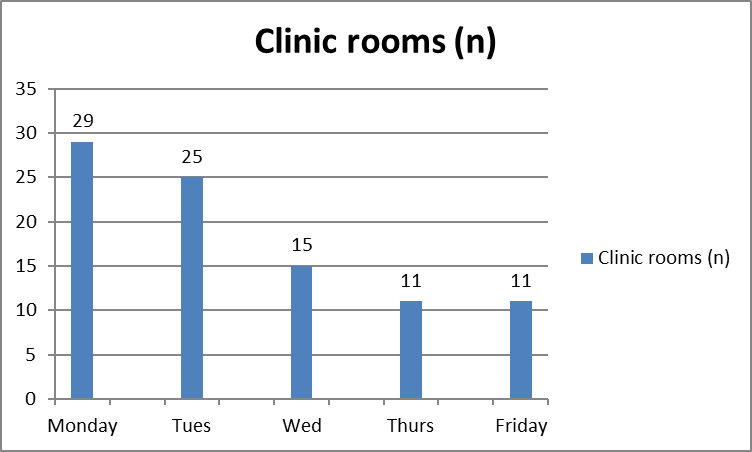 Clinic rooms (n)
35
30
25
20
15
10
5
0
29
25
15
11
11
Monday
Tues
Wed
Thurs
Friday
Clinic rooms (n)